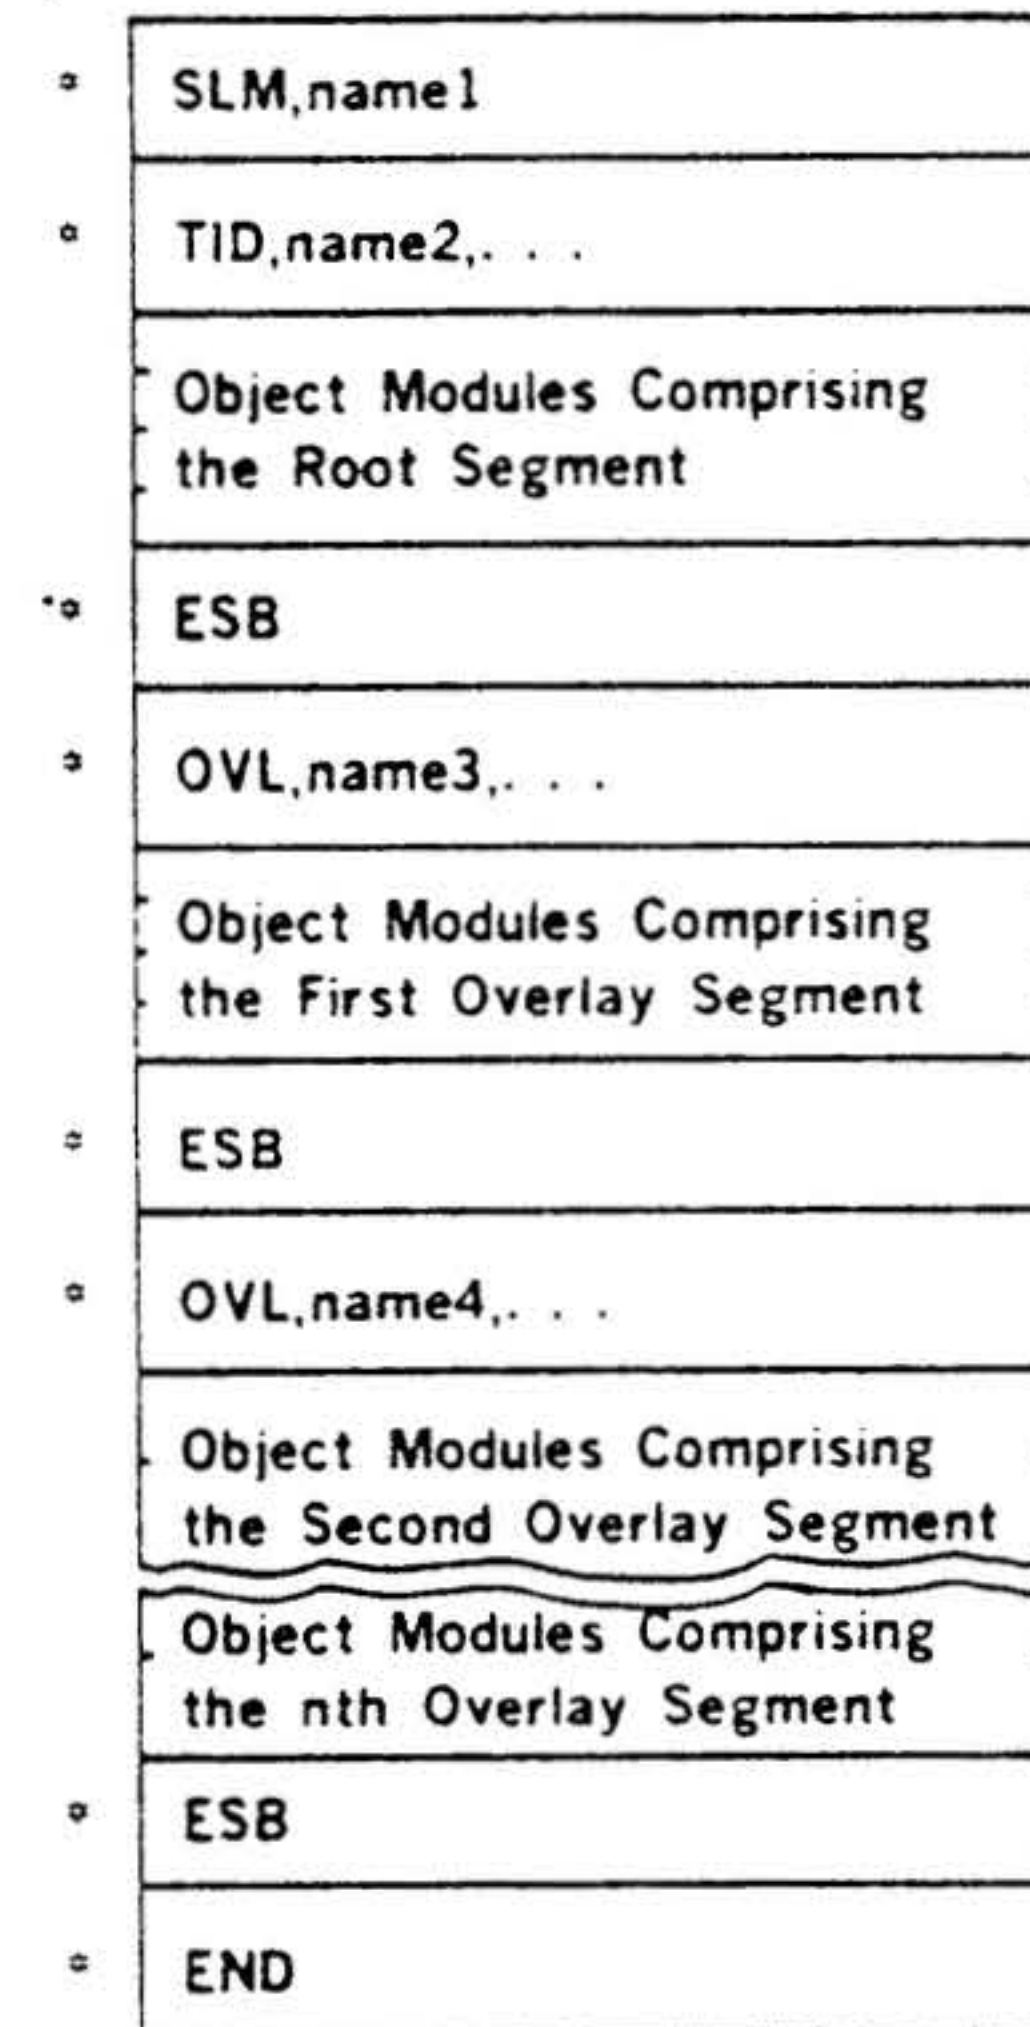 * SLM,name1
* TID,name2,. . .
Object Modules Comprising
the Root Segment
* ESB
* OVL,name3,. . .
Object Modules Comprising
the First Overlay Segment
* ESB
* OVL,name4,. . .
Object Modules Comprising
the Second Overlay Segment
Object Modules Comprising
the nth Overlay Segment
* ESB
* END